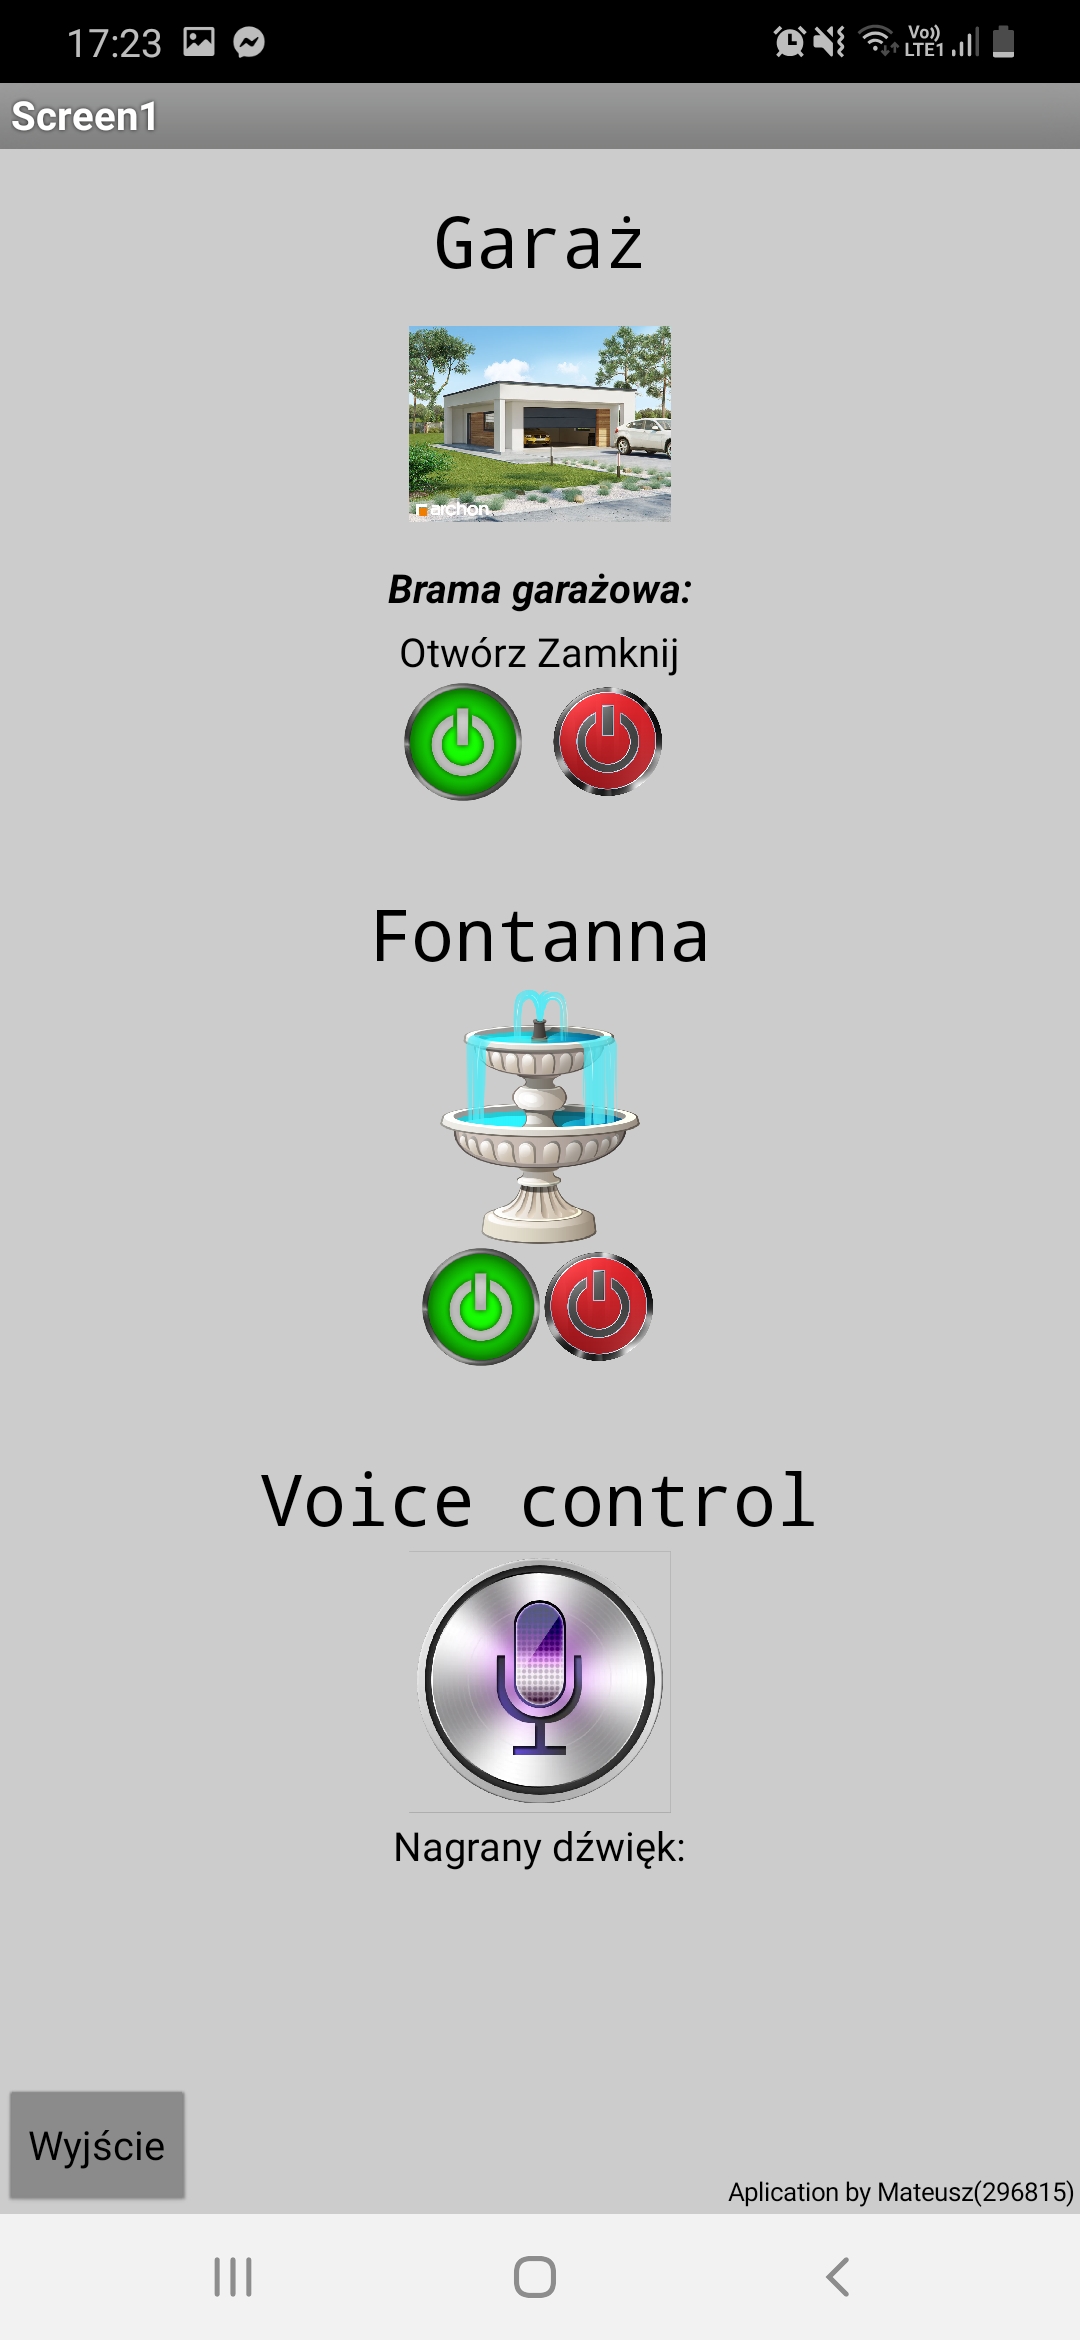 17:23
Vo))
LTE1
Screen1
Garaż
archon
Brama garażowa:
Otwórz Zamknij
Fontanna
Voice control
Nagrany dźwięk:
Wyjście
Aplication by Mateusz(296815)